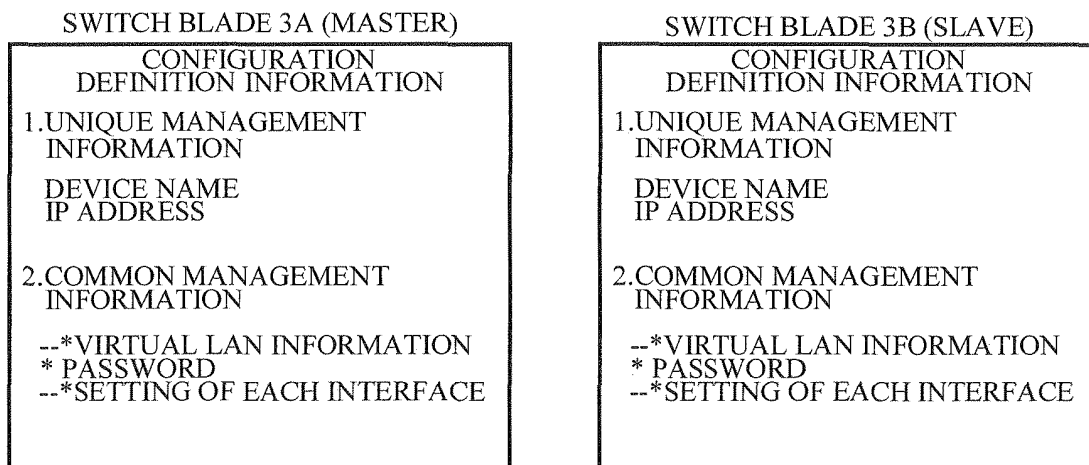 SWITCH BLADE 3A (MASTER)
CONFIGURATION
DEFINITION INFORMATION
1.UNIQUE MANAGEMENT
INFORMATION
DEVICE NAME
IP ADDRESS
2.COMMON MANAGEMENT
INFORMATION
--*VIRTUAL LAN INFORMATION
* PASSWORD
--*SETTING OF EACH INTERFACE
SWITCH BLADE 3B (SLAVE)
CONFIGURATION
DEFINITION INFORMATION
1.UNIQUE MANAGEMENT
INFORMATION
DEVICE NAME
IP ADDRESS
2.COMMON MANAGEMENT
INFORMATION
--*VIRTUAL LAN INFORMATION
* PASSWORD
--*SETTING OF EACH INTERFACE